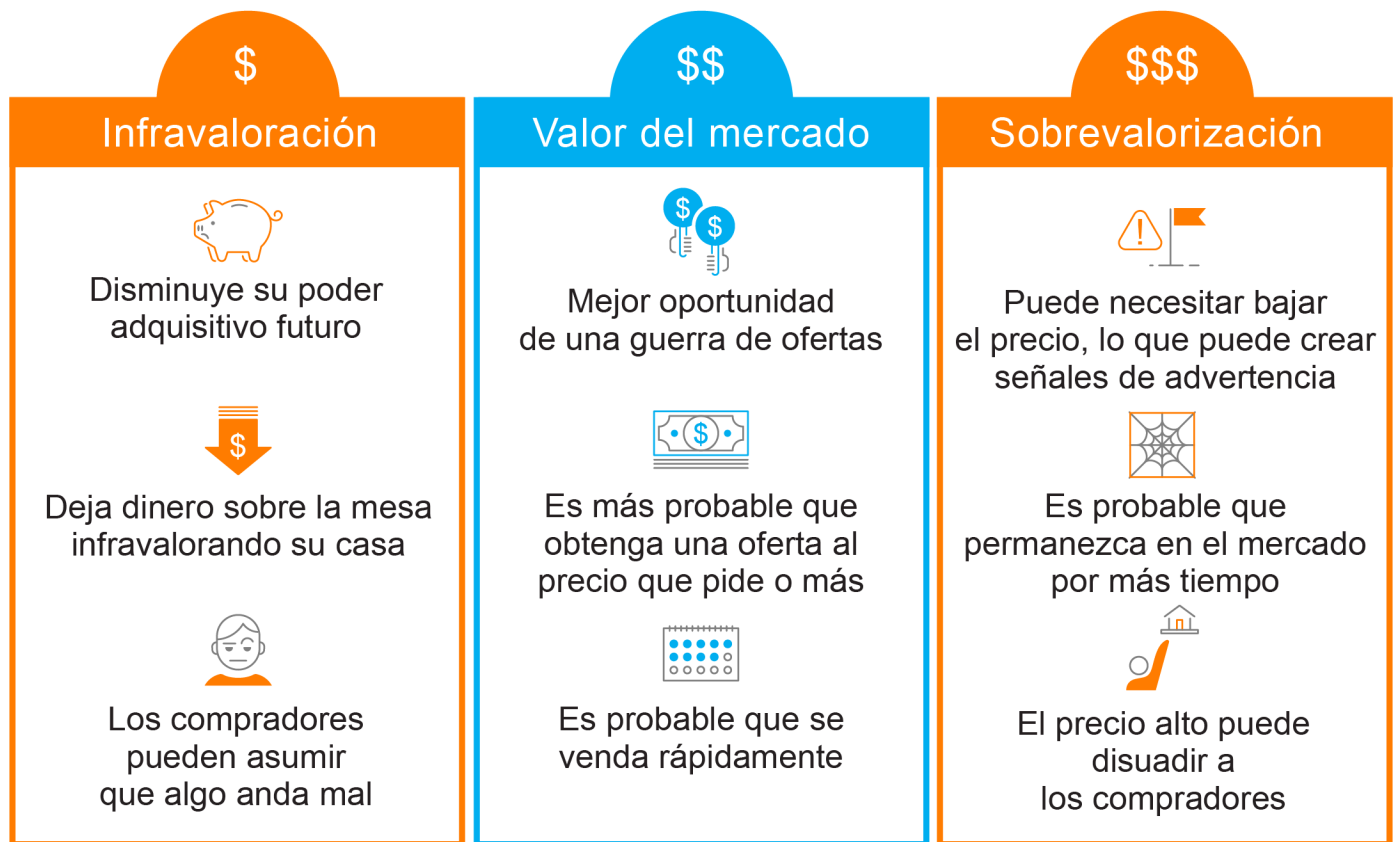 $
Infravaloración
Disminuye su poder
adquisitivo futuro
$
Deja dinero sobre la mesa
infravalorando su casa
Los compradores
pueden asumir
que algo anda mal
$$
Valor del mercado
$
$
Mejor oportunidad
de una guerra de ofertas
$
Es más probable que
obtenga una oferta al
precio que pide o más
Es probable que se
venda rápidamente
$$$
Sobrevalorización
!
Puede necesitar bajar
el precio, lo que puede crear
señales de advertencia
Es probable que
permanezca en el mercado
por más tiempo
El precio alto puede
disuadir a
los compradores